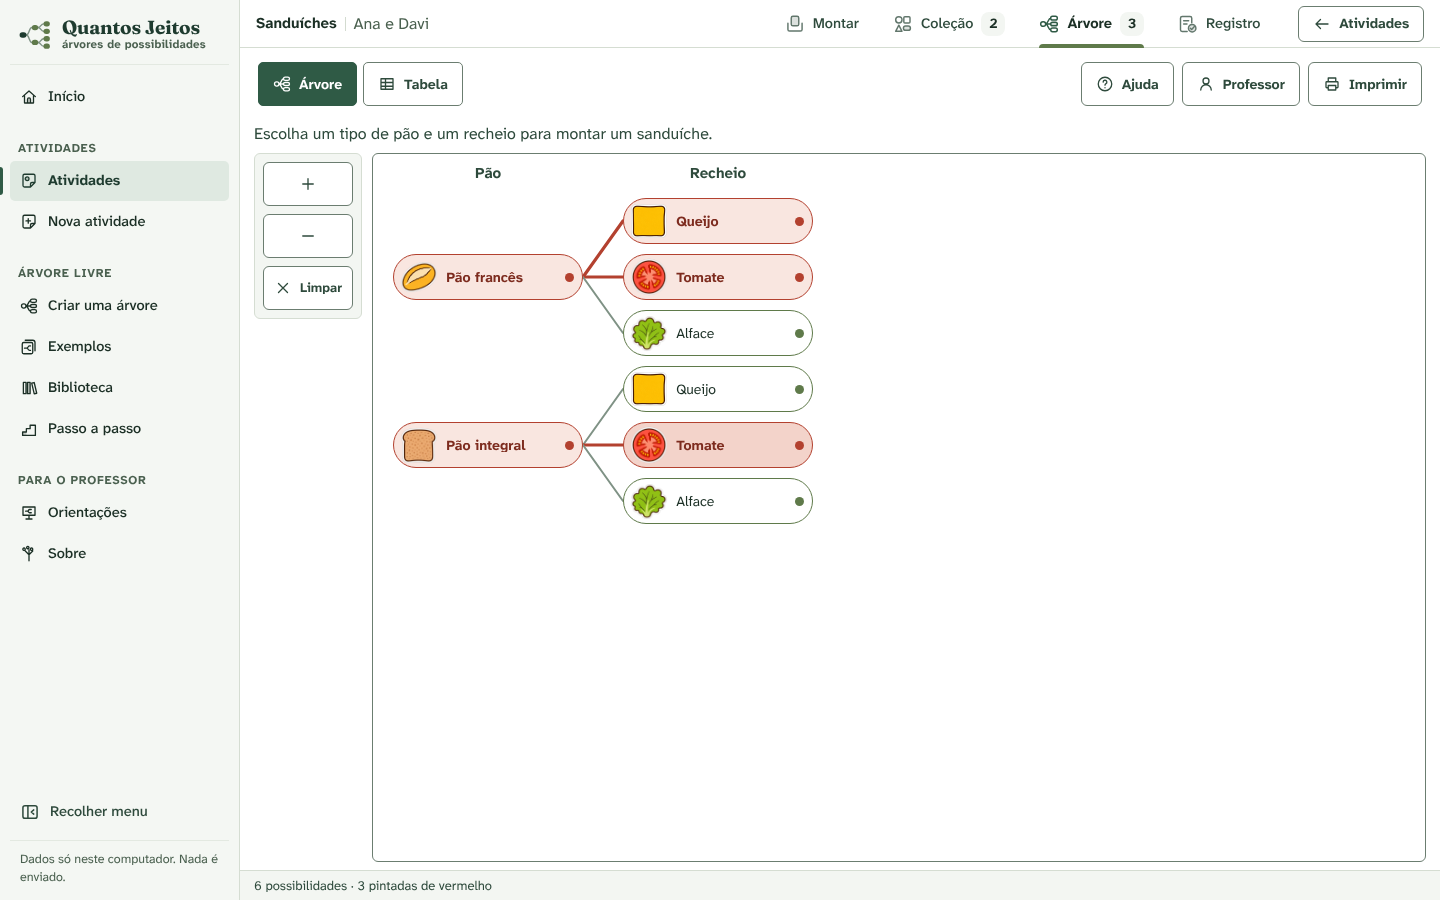 Quantos Jeitos
árvores de possibilidades
Início
ATIVIDADES
Atividades
Nova atividade
ÁRVORE LIVRE
Criar uma árvore
Exemplos
Biblioteca
Passo a passo
PARA O PROFESSOR
Orientações
Sobre
Recolher menu
Dados só neste computador. Nada é
enviado.
Sanduíches Ana e Davi
Montar
Coleção 2
Árvore 3
Registro
Atividades
Árvore
Tabela
Ajuda
Professor
Imprimir
Escolha um tipo de pão e um recheio para montar um sanduíche.
+
−
Limpar
Pão
Recheio
Queijo
Pão francês
Tomate
Alface
Queijo
Pão integral
Tomate
Alface
6 possibilidades · 3 pintadas de vermelho